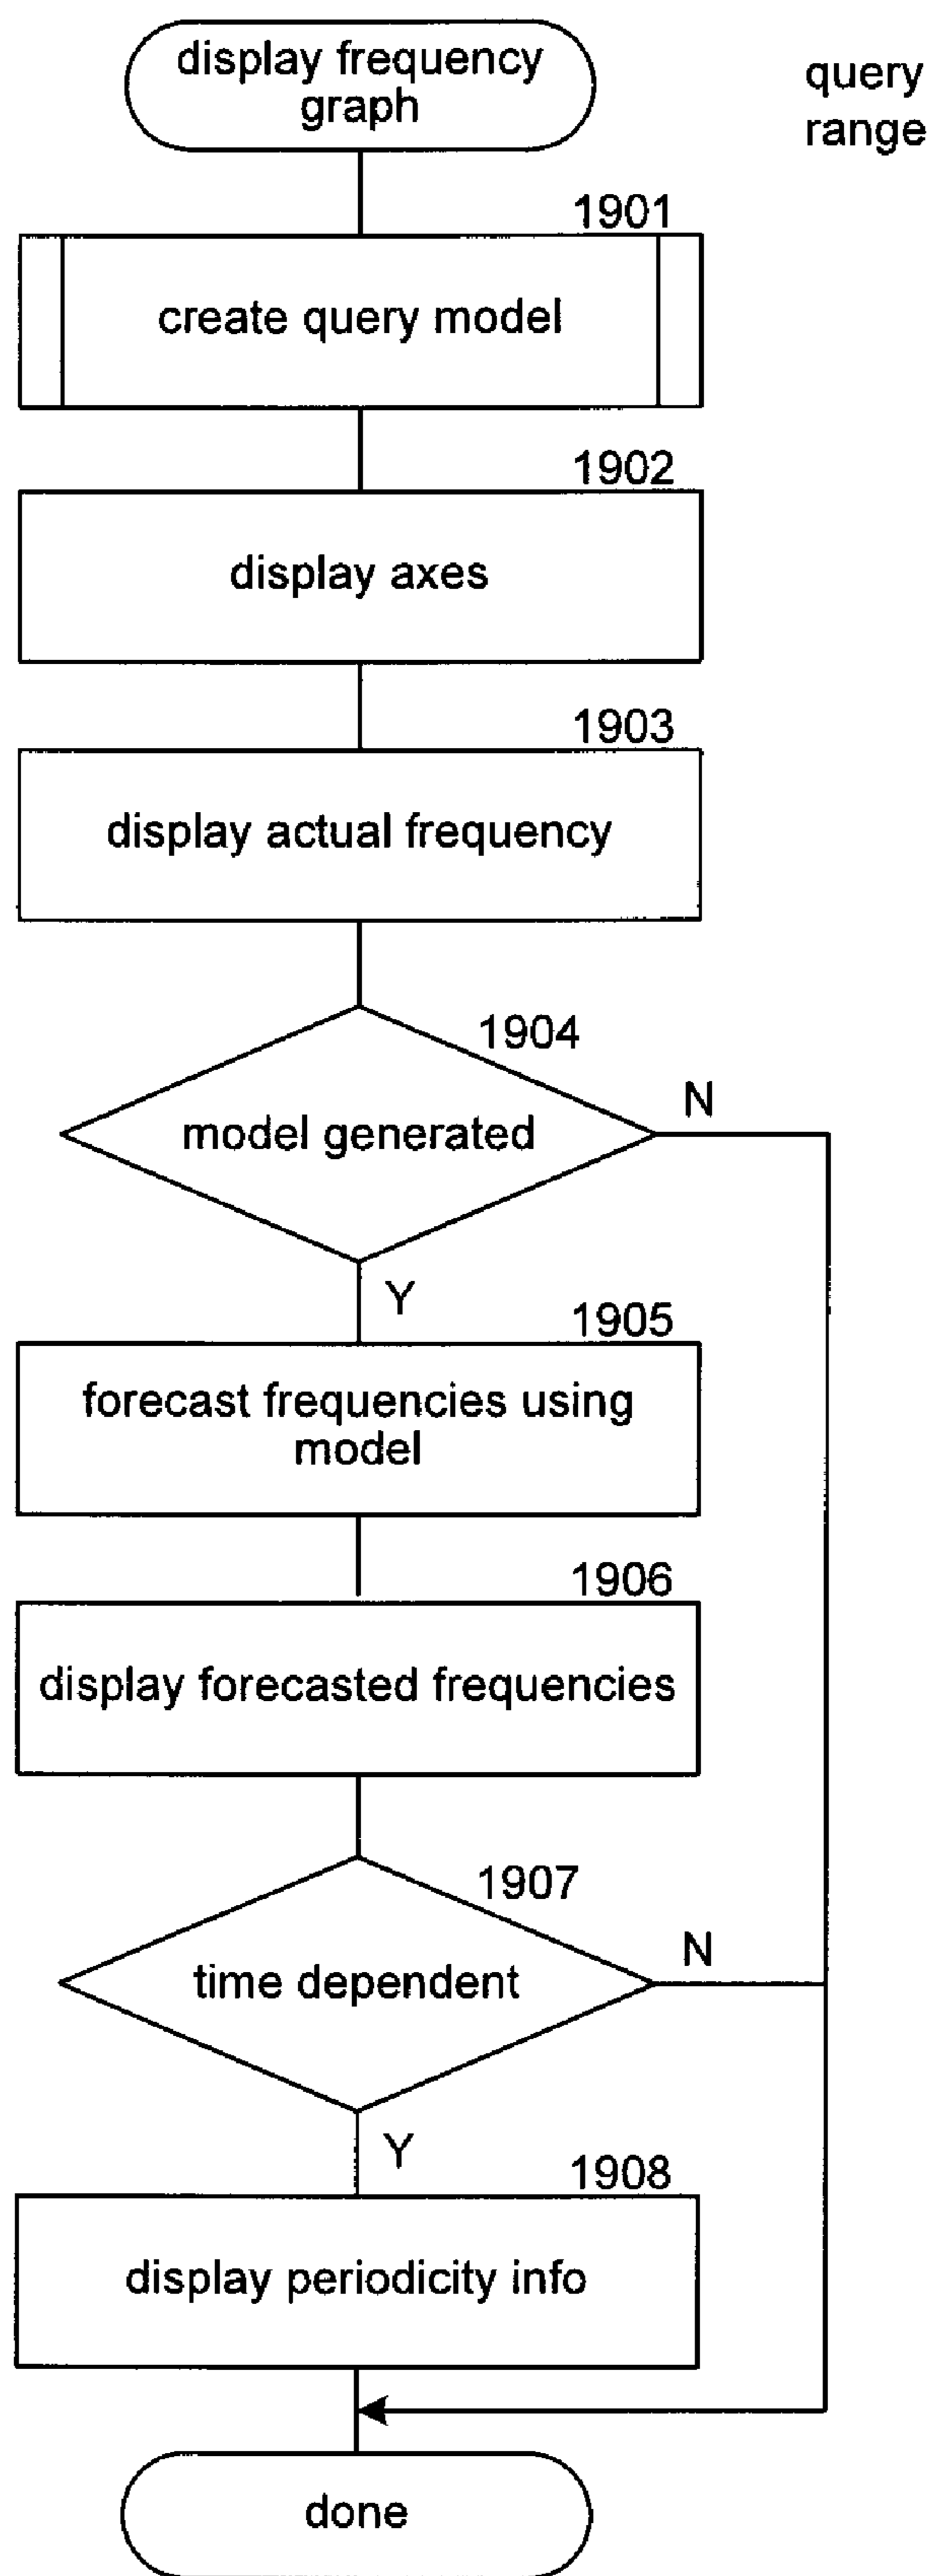 display frequency
graph
query
range
1901
create query model
1902
display axes
1903
display actual frequency
1904
model generated
N
Y
1905
forecast frequencies using
model
1906
display forecasted frequencies
1907
time dependent
N
Y
1908
display periodicity info
done